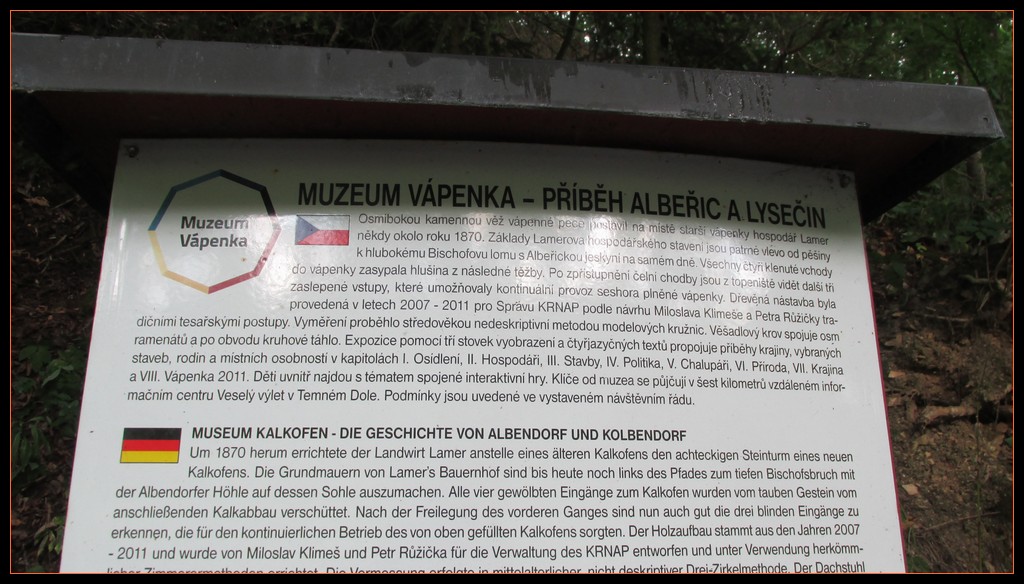 Muzeum
Vápenka
MUZEUM VÁPENKA – PŘÍBĚH ALBEŘIC A LYSEČIN
Osmibokou kamennou věž vápenné pece postavil na místě starší vápenky hospodář Lamer
někdy okolo roku 1870. Základy Lamerova hospodářského stavení jsou patrné vlevo od pěšiny
k hlubokému Bischofovu lomu s Albeřickou jeskyní na samém dně. Všechny čtyři klenuté vchody
do vápenky zasypala hlušina z následné těžby. Po zpřístupnění čelní chodby jsou z topeniště vidět další tři
zaslepené vstupy, které umožňovaly kontinuální provoz seshora plněné vápenky. Dřevěná nástavba byla
provedená v letech 2007 - 2011 pro Správu KRNAP podle návrhu Miloslava Klimeše a Petra Růžičky tra-
dičními tesařskými postupy. Vyměření proběhlo středověkou nedeskriptivní metodou modelových kružnic. Věšadlový krov spojuje osm
ramenátů a po obvodu kruhové táhlo. Expozice pomocí tří stovek vyobrazení a čtyřjazyčných textů propojuje příběhy krajiny, vybraných
staveb, rodin a místních osobností v kapitolách I. Osídlení, II. Hospodáři, III. Stavby, IV. Politika, V. Chalupáři, VI. Příroda, VII. Krajina
a VIII. Vápenka 2011. Děti uvnitř najdou s tématem spojené interaktivní hry. Klíče od muzea se půjčují v šest kilometrů vzdáleném infor-
mačním centru Veselý výlet v Temném Dole. Podmínky jsou uvedené ve vystaveném návštěvním řádu.
MUSEUM KALKOFEN - DIE GESCHICHTE VON ALBENDORF UND KOLBENDORF
Um 1870 herum errichtete der Landwirt Lamer anstelle eines älteren Kalkofens den achteckigen Steinturm eines neuen
Kalkofens. Die Grundmauern von Lamer's Bauernhof sind bis heute noch links des Pfades zum tiefen Bischofsbruch mit
der Albendorfer Höhle auf dessen Sohle auszumachen. Alle vier gewölbten Eingänge zum Kalkofen wurden vom tauben Gestein vom
anschließenden Kalkabbau verschüttet. Nach der Freilegung des vorderen Ganges sind nun auch gut die drei blinden Eingänge zu
erkennen, die für den kontinuierlichen Betrieb des von oben gefüllten Kalkofens sorgten. Der Holzaufbau stammt aus den Jahren 2007
- 2011 und wurde von Miloslav Klimeš und Petr Růžička für die Verwaltung des KRNAP entworfen und unter Verwendung herkömm-
licher Zimmerermethoden errichtet. Die Vermessung erfolgte in mittelalterlicher, nicht deskriptiver Drei-Zirkelmethode. Der Dachstuhl